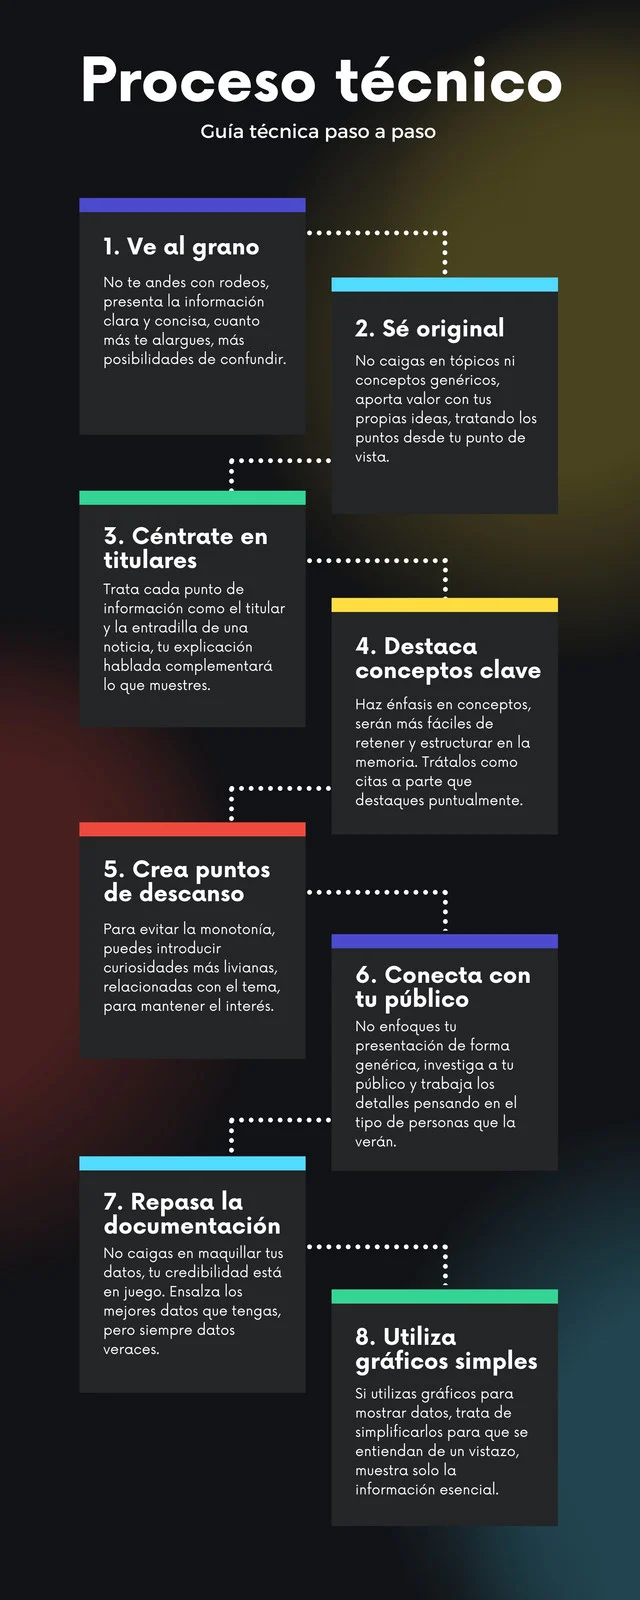 Proceso técnico
Guía técnica paso a paso
1. Ve al grano
No te andes con rodeos,
presenta la información
clara y concisa, cuanto
más te alargues, más
posibilidades de confundir.
2. Sé original
No caigas en tópicos ni
conceptos genéricos,
aporta valor con tus
propias ideas, tratando los
puntos desde tu punto de
vista.
3. Céntrate en
titulares
Trata cada punto de
información como el titular
y la entradilla de una
noticia, tu explicación
hablada complementará
lo que muestres.
4. Destaca
conceptos clave
Haz énfasis en conceptos,
serán más fáciles de
retener y estructurar en la
memoria. Trátalos como
citas a parte que
destaques puntualmente.
5. Crea puntos
de descanso
Para evitar la monotonía,
puedes introducir
curiosidades más livianas,
relacionadas con el tema,
para mantener el interés.
6. Conecta con
tu público
No enfoques tu
presentación de forma
genérica, investiga a tu
público y trabaja los
detalles pensando en el
tipo de personas que la
verán.
7. Repasa la
documentación
No caigas en maquillar tus
datos, tu credibilidad está
en juego. Ensalza los
mejores datos que tengas,
pero siempre datos
veraces.
8. Utiliza
gráficos simples
Si utilizas gráficos para
mostrar datos, trata de
simplificarlos para que se
entiendan de un vistazo,
muestra solo la
información esencial.